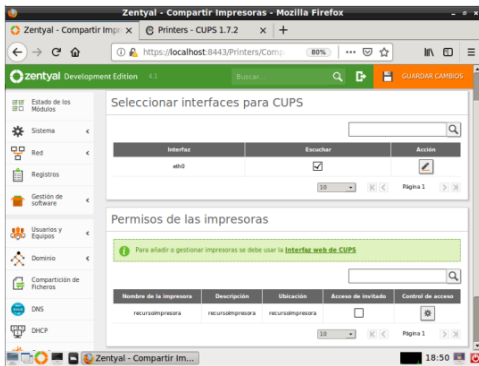 Zentyal - Compartir Impresoras - Mozilla Firefox
Zentyal - Compartir Impr
Printers - CUPS 1.7.2
https://localhost:8443/Printers/Comp
80%
zentyal Development Edition 4.1
Buscar...
GUARDAR CAMBIOS
Estado de los Módulos
Sistema
Red
Registros
Gestión de software
Usuarios y Equipos
Dominio
Compartición de Ficheros
DNS
DHCP
Seleccionar interfaces para CUPS
Interfaz Escuchar Acción
eth0
10 Página 1
Permisos de las impresoras
Para añadir o gestionar impresoras se debe usar la Interfaz web de CUPS
Nombre de la impresora Descripción Ubicación Acceso de invitado Control de acceso
recursoimpresora recursoimpresora recursoimpresora
10 Página 1
Zentyal - Compartir Im...
18:50